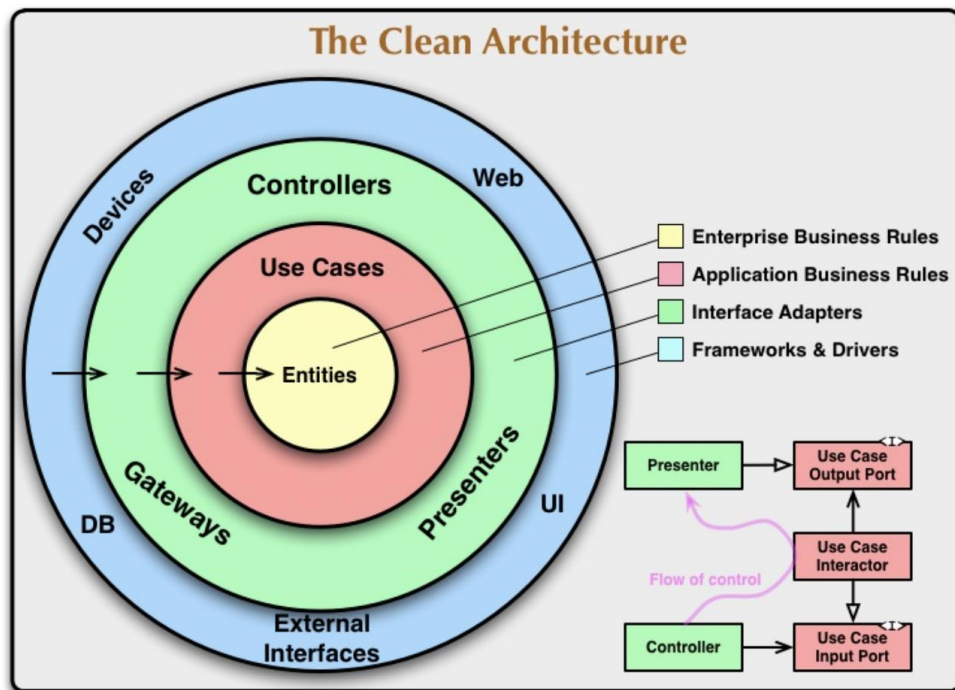 The Clean Architecture
Devices
Web
Controllers
Use Cases
Entities
Gateways
Presenters
DB
UI
External
Interfaces
Enterprise Business Rules
Application Business Rules
Interface Adapters
Frameworks & Drivers
Presenter
<I>
Use Case
Output Port
Flow of control
Use Case
Interactor
Controller
<I>
Use Case
Input Port